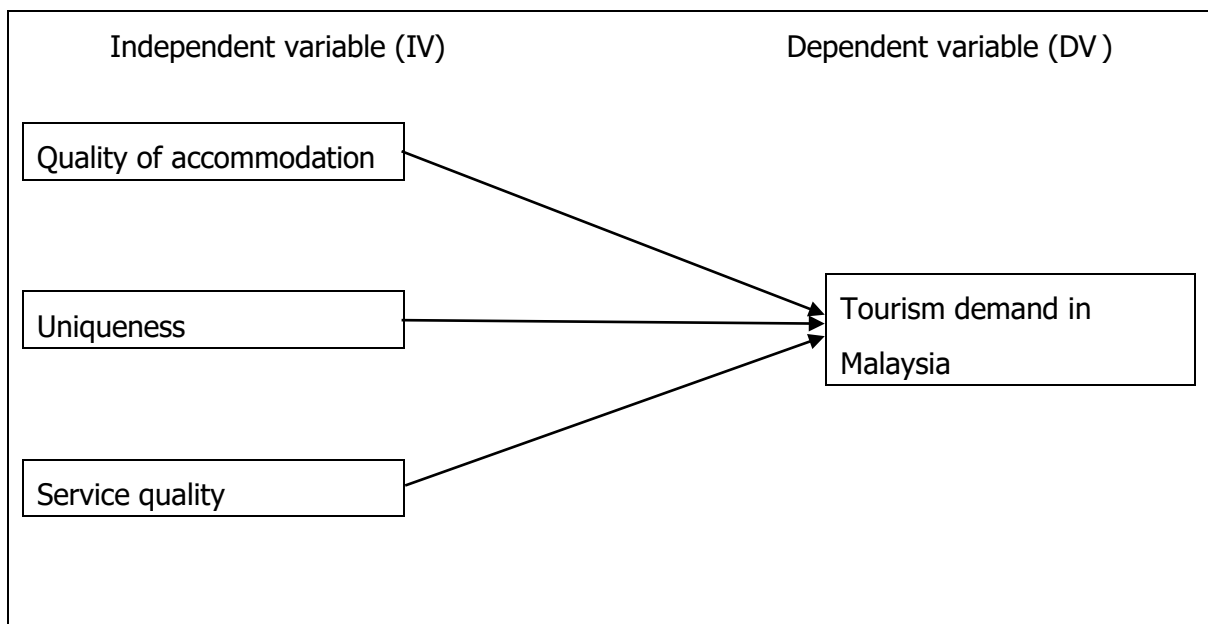 Independent variable (IV)
Dependent variable (DV )
Quality of accommodation
Uniqueness
Tourism demand in
Malaysia
Service quality